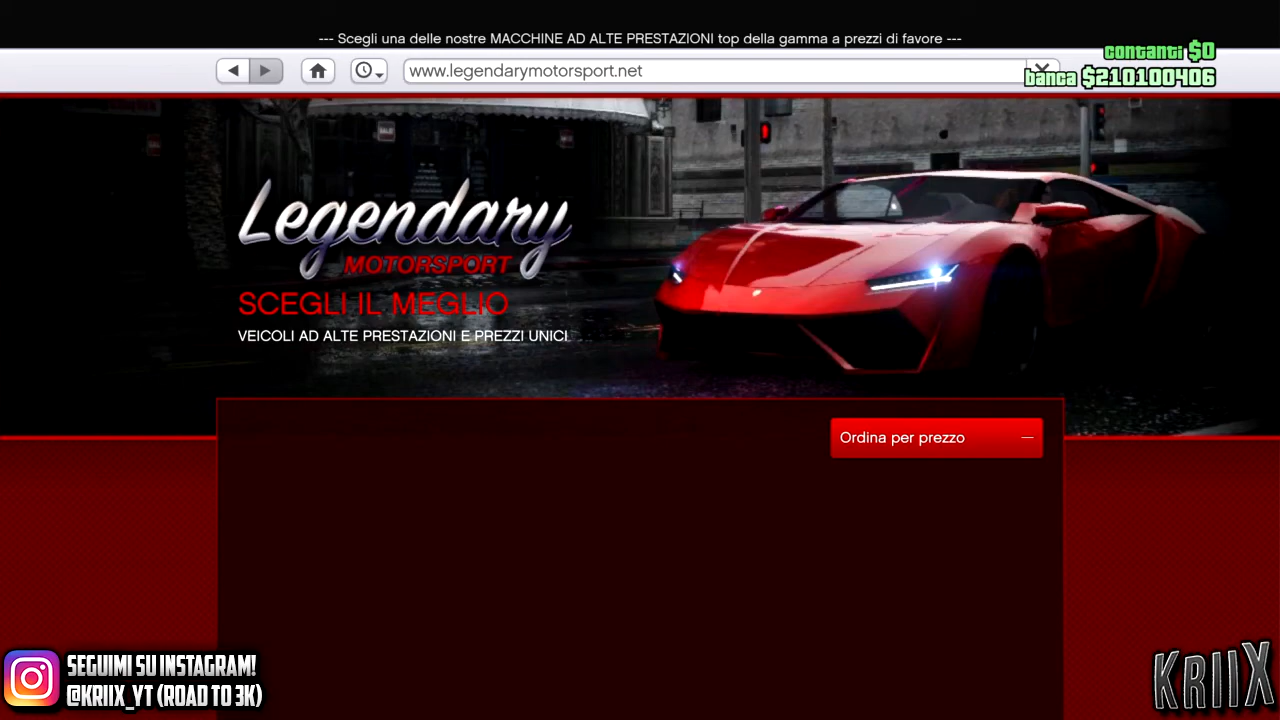 --- Scegli una delle nostre MACCHINE AD ALTE PRESTAZIONI top della gamma a prezzi di favore ---
contanti $0
www.legendarymotorsport.net
banca $210100406
Legendary
MOTORSPORT
SCEGLI IL MEGLIO
VEICOLI AD ALTE PRESTAZIONI E PREZZI UNICI
Ordina per prezzo
SEGUIMI SU INSTAGRAM!
@KRIIX_YT (ROAD TO 3K)
KRIIX